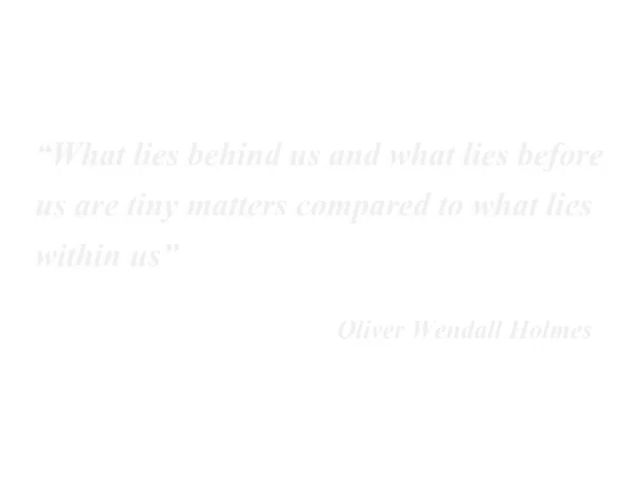 “What lies behind us and what lies before
us are tiny matters compared to what lies
within us”
Oliver Wendall Holmes